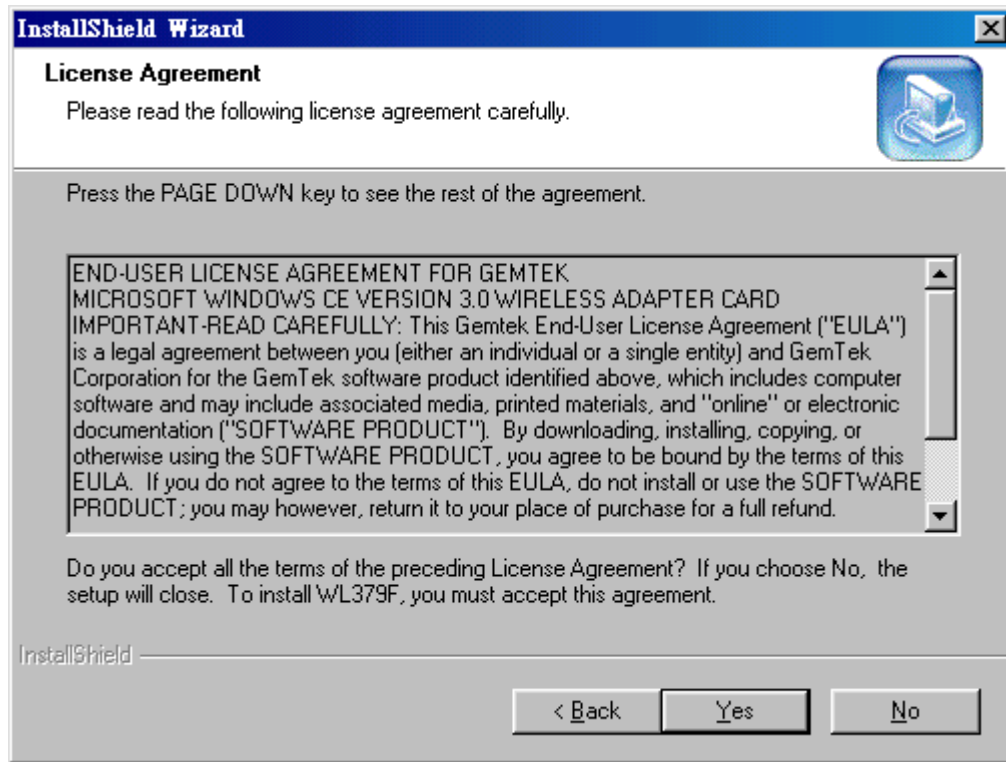 InstallShield Wizard
License Agreement
Please read the following license agreement carefully.
Press the PAGE DOWN key to see the rest of the agreement.
END-USER LICENSE AGREEMENT FOR GEMTEK
MICROSOFT WINDOWS CE VERSION 3.0 WIRELESS ADAPTER CARD
IMPORTANT-READ CAREFULLY: This Gemtek End-User License Agreement ("EULA")
is a legal agreement between you (either an individual or a single entity) and GemTek
Corporation for the GemTek software product identified above, which includes computer
software and may include associated media, printed materials, and "online" or electronic
documentation ("SOFTWARE PRODUCT").  By downloading, installing, copying, or
otherwise using the SOFTWARE PRODUCT, you agree to be bound by the terms of this
EULA.  If you do not agree to the terms of this EULA, do not install or use the SOFTWARE
PRODUCT; you may however, return it to your place of purchase for a full refund.
Do you accept all the terms of the preceding License Agreement?  If you choose No,  the
setup will close.  To install WL379F, you must accept this agreement.
InstallShield
< Back
Yes
No